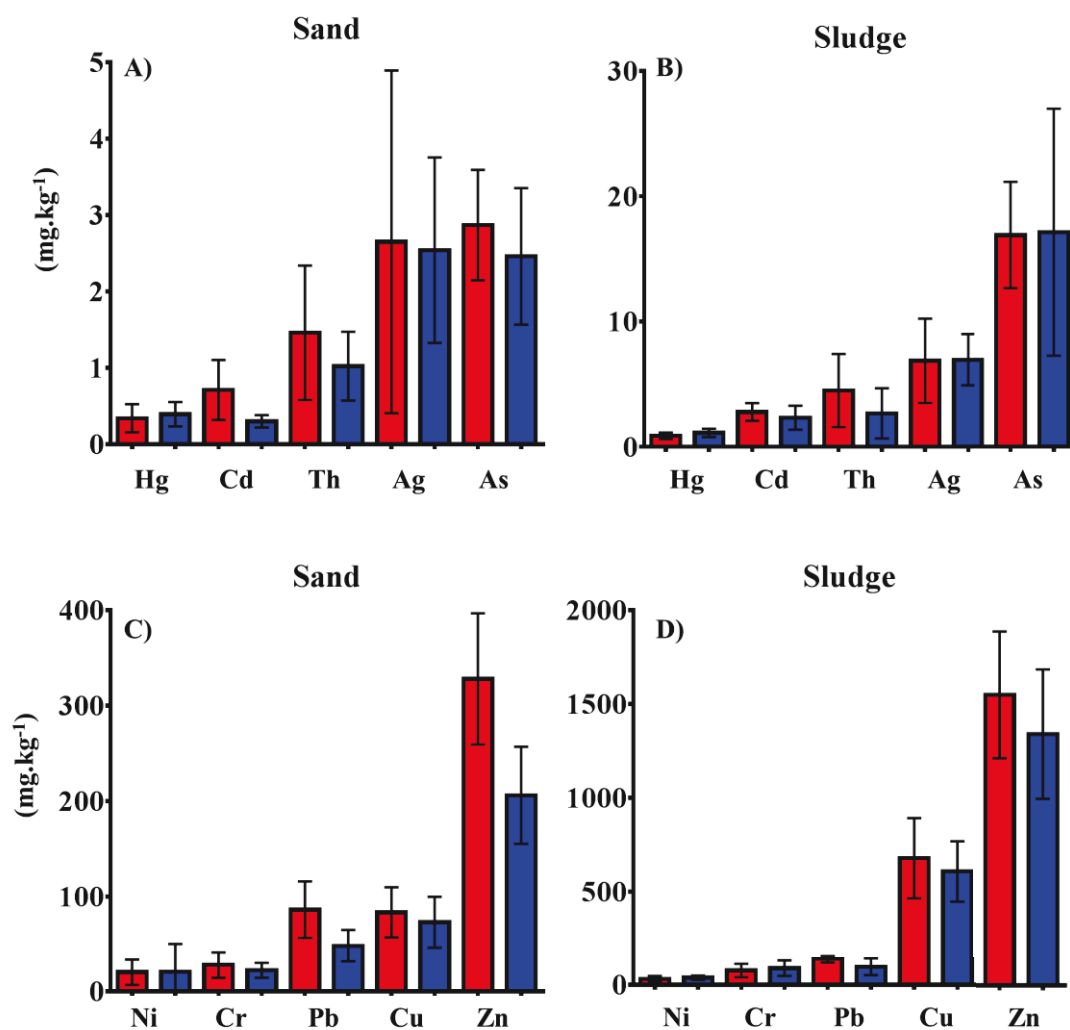 Sand
A)
5
4
3
2
1
0
(mg.kg⁻¹)
Hg Cd Th Ag As
Sludge
B)
30
20
10
0
Hg Cd Th Ag As
Sand
C)
400
300
200
100
0
(mg.kg⁻¹)
Ni Cr Pb Cu Zn
Sludge
D)
2000
1500
1000
500
0
Ni Cr Pb Cu Zn